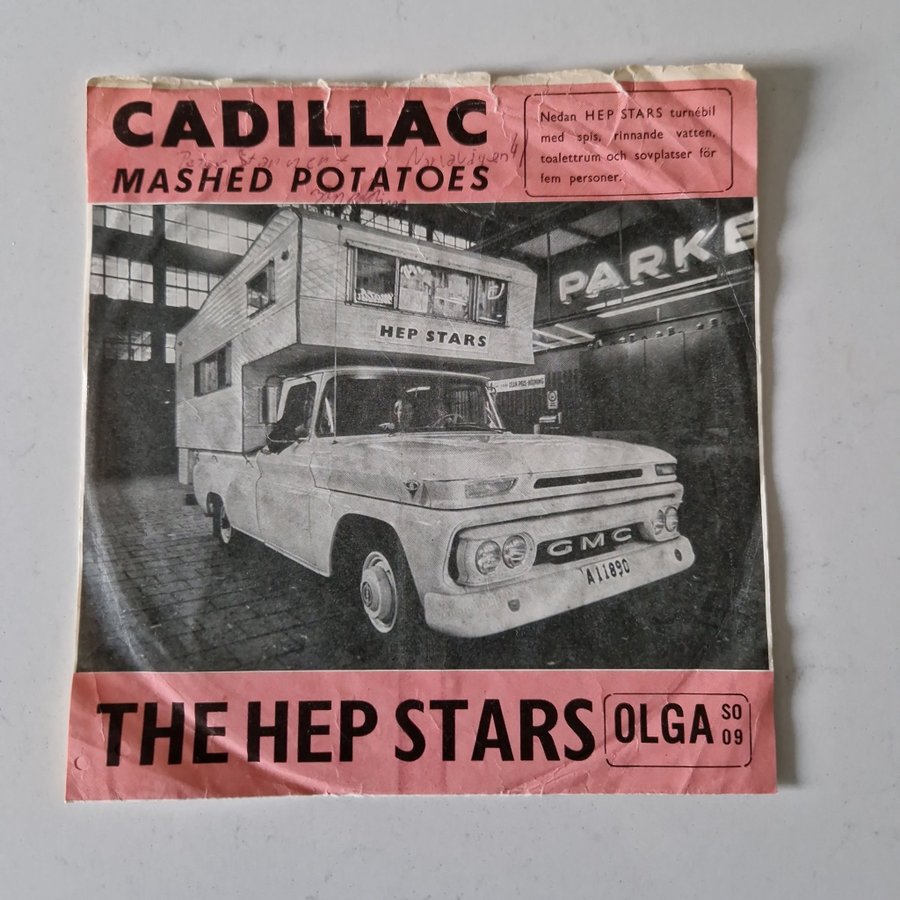 CADILLAC
MASHED POTATOES
Nedan HEP STARS turnébil
med spis, rinnande vatten,
toalettrum och sovplatser för
fem personer.
PARKE
HEP STARS
GMC
A11890
THE HEP STARS
OLGA
SO
09